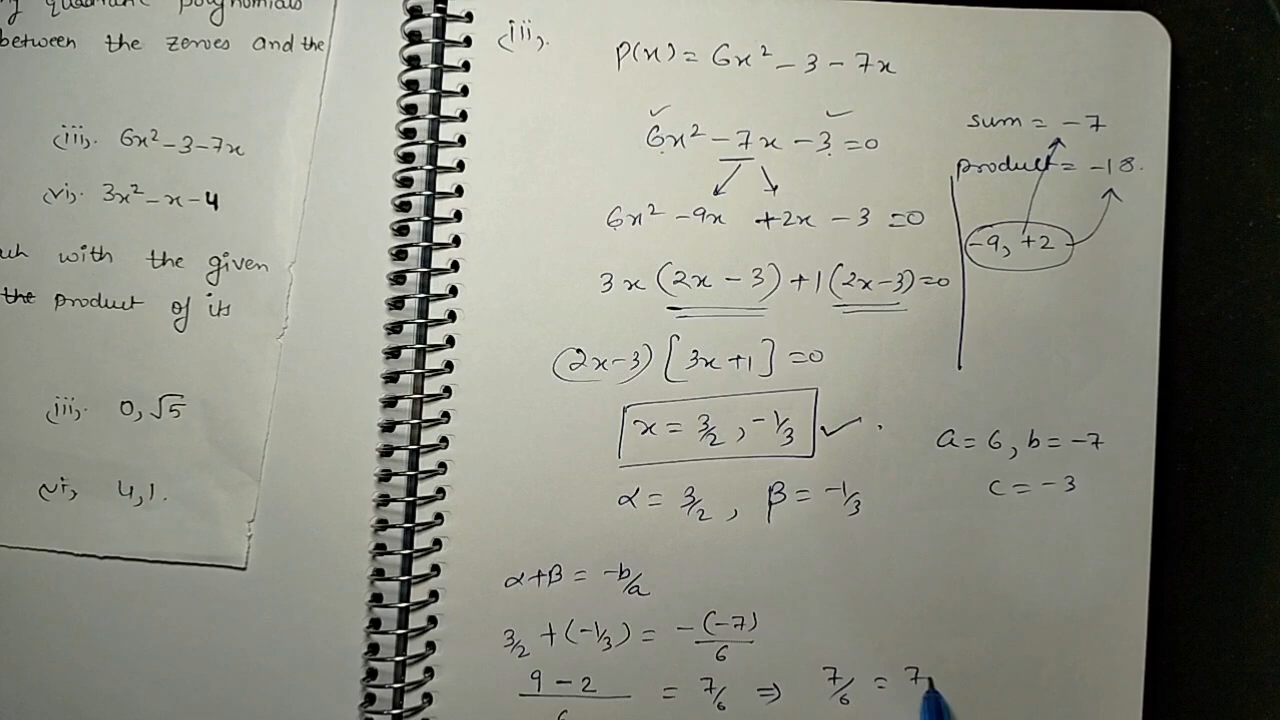 quadratic polynomials
between the zeroes and the
(iii). 6x² - 3 - 7x
(vi). 3x² - x - 4
with the given
the product of its
(iii). 0, √5
(vi), 4, 1.
(iii).
P(x) = 6x² - 3 - 7x
6x² - 7x - 3 = 0
6x² - 9x + 2x - 3 = 0
3x (2x - 3) + 1 (2x - 3) = 0
(2x - 3) [3x + 1] = 0
x = 3/2, -1/3
α = 3/2, β = -1/3
α + β = -b/a
3/2 + (-1/3) = -(-7)/6
9 - 2/6 = 7/6 ⇒ 7/6 = 7
sum = -7
product = -18.
-9, +2
a = 6, b = -7
c = -3